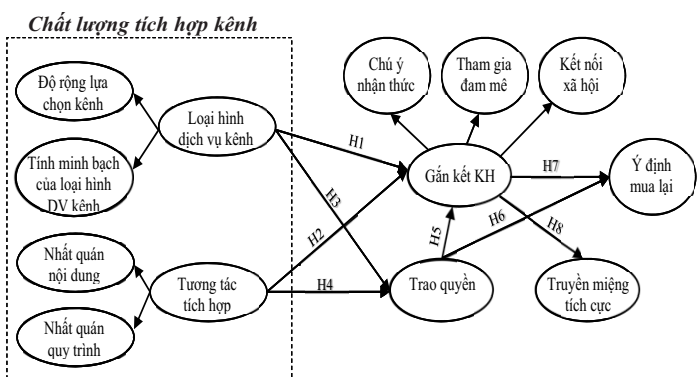 Chất lượng tích hợp kênh
Độ rộng lựa
chọn kênh
Tính minh bạch
của loại hình
DV kênh
Loại hình
dịch vụ kênh
Nhất quán
nội dung
Nhất quán
quy trình
Tương tác
tích hợp
H1
H3
H2
H4
Chú ý
nhận thức
Tham gia
đam mê
Kết nối
xã hội
Gắn kết KH
H7
H6
H8
H5
Ý định
mua lại
Trao quyền
Truyền miệng
tích cực